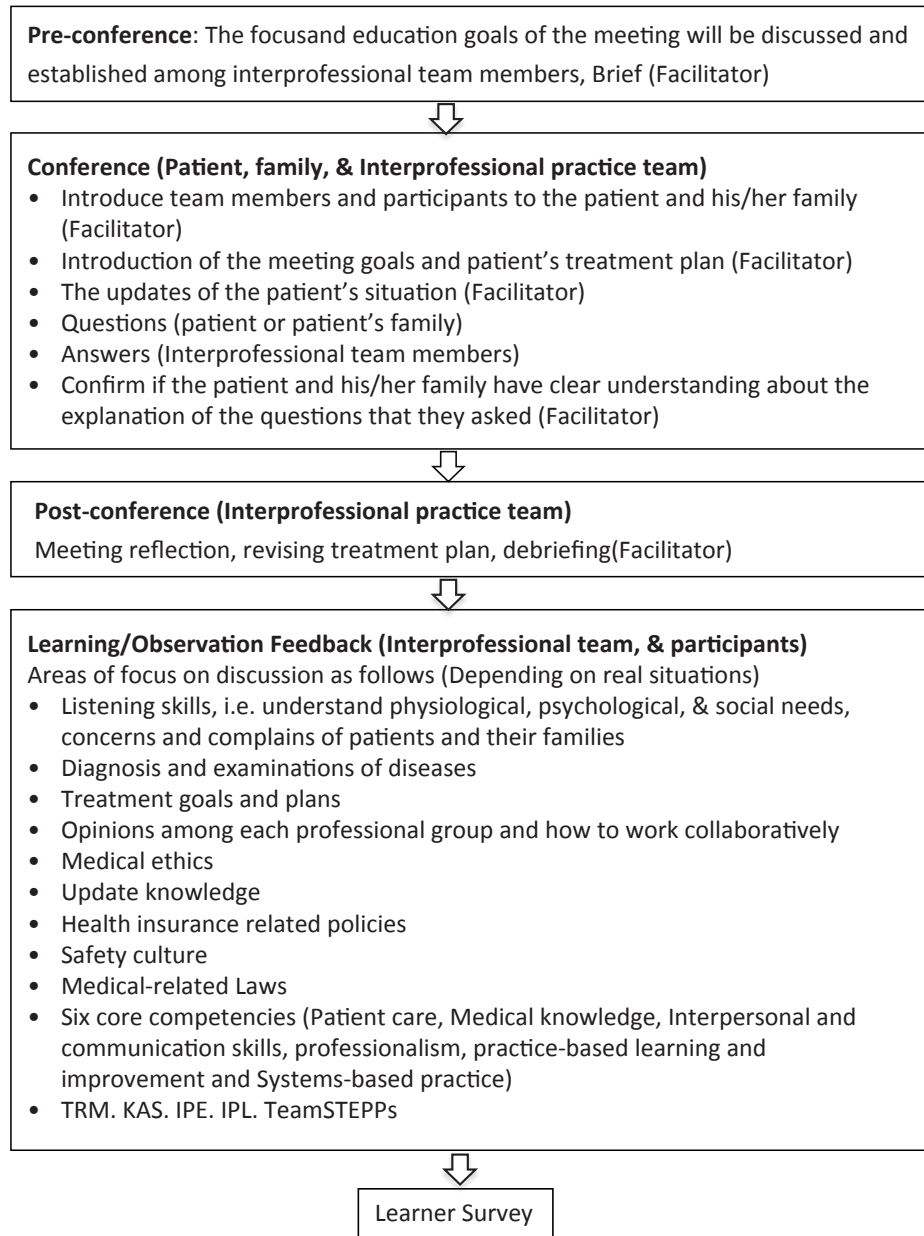 Pre-conference: The focusand education goals of the meeting will be discussed and
established among interprofessional team members, Brief (Facilitator)
Conference (Patient, family, & Interprofessional practice team)
• Introduce team members and participants to the patient and his/her family
(Facilitator)
• Introduction of the meeting goals and patient's treatment plan (Facilitator)
• The updates of the patient's situation (Facilitator)
• Questions (patient or patient's family)
• Answers (Interprofessional team members)
• Confirm if the patient and his/her family have clear understanding about the
explanation of the questions that they asked (Facilitator)
Post-conference (Interprofessional practice team)
Meeting reflection, revising treatment plan, debriefing(Facilitator)
Learning/Observation Feedback (Interprofessional team, & participants)
Areas of focus on discussion as follows (Depending on real situations)
• Listening skills, i.e. understand physiological, psychological, & social needs,
concerns and complains of patients and their families
• Diagnosis and examinations of diseases
• Treatment goals and plans
• Opinions among each professional group and how to work collaboratively
• Medical ethics
• Update knowledge
• Health insurance related policies
• Safety culture
• Medical-related Laws
• Six core competencies (Patient care, Medical knowledge, Interpersonal and
communication skills, professionalism, practice-based learning and
improvement and Systems-based practice)
• TRM. KAS. IPE. IPL. TeamSTEPPs
Learner Survey